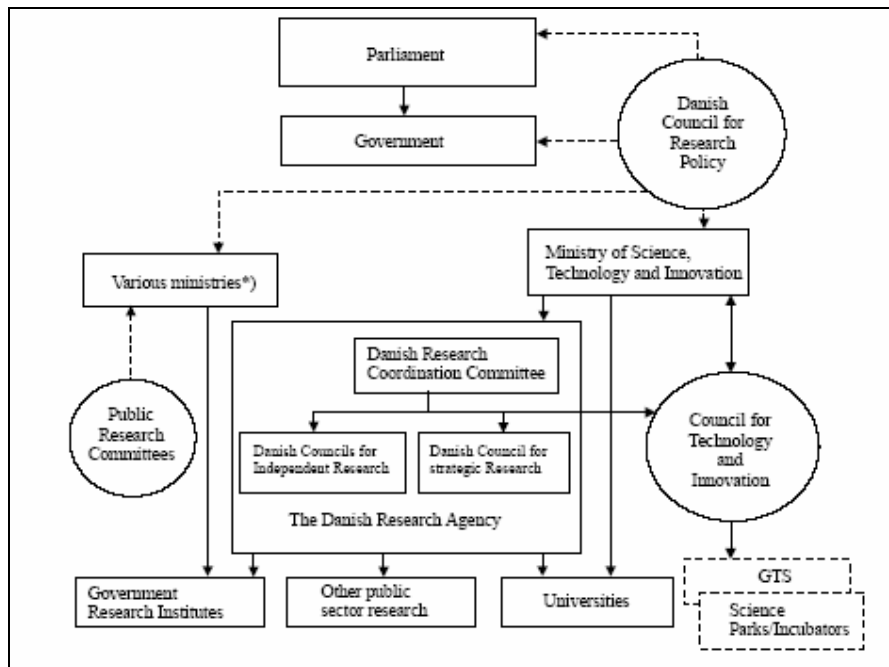 Parliament
Danish
Council for
Research
Policy
Government
Ministry of Science,
Technology and Innovation
Various ministries*)
Danish Research
Coordination Committee
Public
Research
Committees
Council for
Technology
and
Innovation
Danish Councils for
Independent Research
Danish Council for
strategic Research
The Danish Research Agency
GTS
Government
Research Institutes
Other public
sector research
Universities
Science
Parks/Incubators